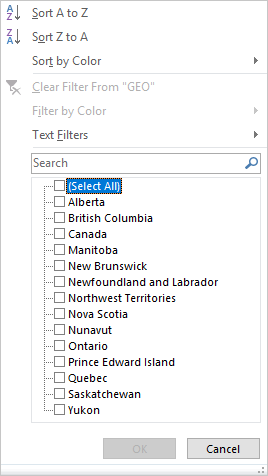 Sort A to Z
Sort Z to A
Sort by Color
Clear Filter From "GEO"
Filter by Color
Text Filters
Search
(Select All)
Alberta
British Columbia
Canada
Manitoba
New Brunswick
Newfoundland and Labrador
Northwest Territories
Nova Scotia
Nunavut
Ontario
Prince Edward Island
Quebec
Saskatchewan
Yukon
OK Cancel